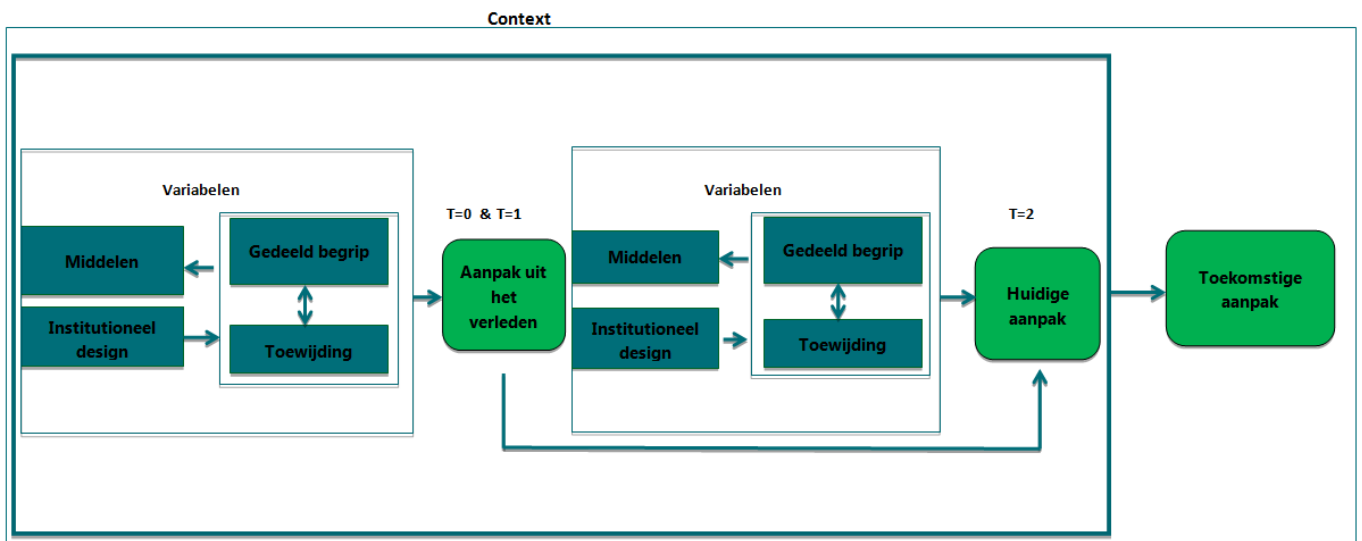 Context
Variabelen
Middelen
Institutioneel
design
Gedeeld begrip
Toewijding
T=0 & T=1
Aanpak uit
het
verleden
Variabelen
Middelen
Institutioneel
design
Gedeeld begrip
Toewijding
T=2
Huidige
aanpak
Toekomstige
aanpak